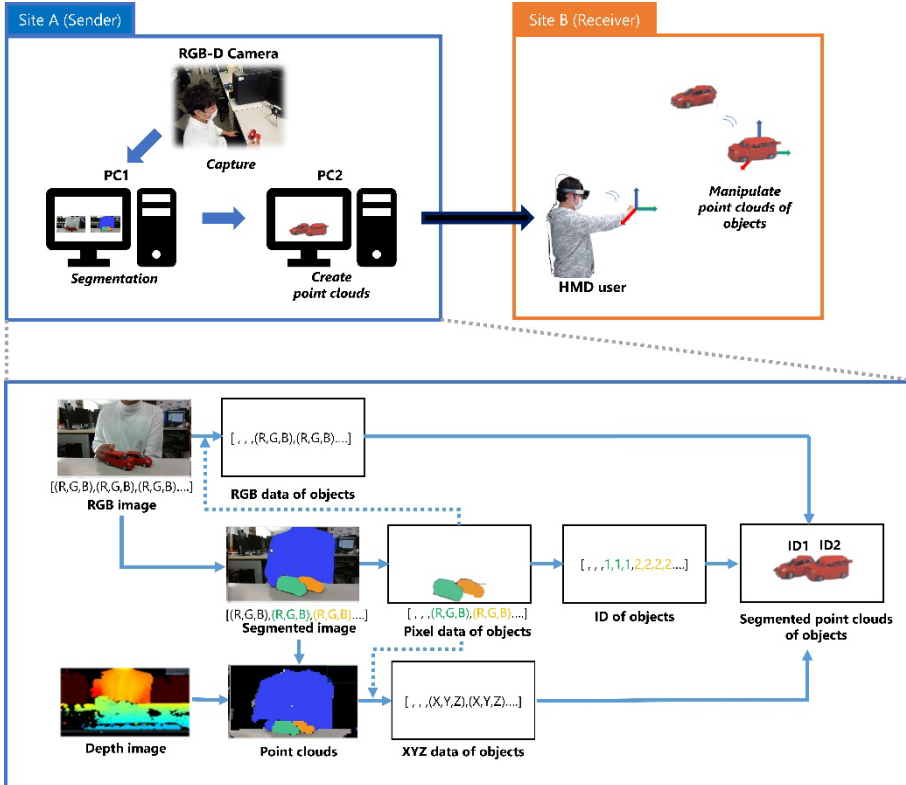 Site A (Sender)
Site B (Receiver)
RGB-D Camera
Capture
PC1
PC2
Segmentation
Create
point clouds
Manipulate
point clouds of
objects
HMD user
[ , , ,(R,G,B),(R,G,B)....]
RGB data of objects
[(R,G,B),(R,G,B),(R,G,B)....]
RGB image
[(R,G,B),(R,G,B),(R,G,B)....]
Segmented image
[ , , ,(R,G,B),(R,G,B)....]
Pixel data of objects
[ , , ,1,1,1,2,2,2,2....]
ID of objects
ID1 ID2
Segmented point clouds
of objects
Depth image
Point clouds
[ , , ,(X,Y,Z),(X,Y,Z)....]
XYZ data of objects